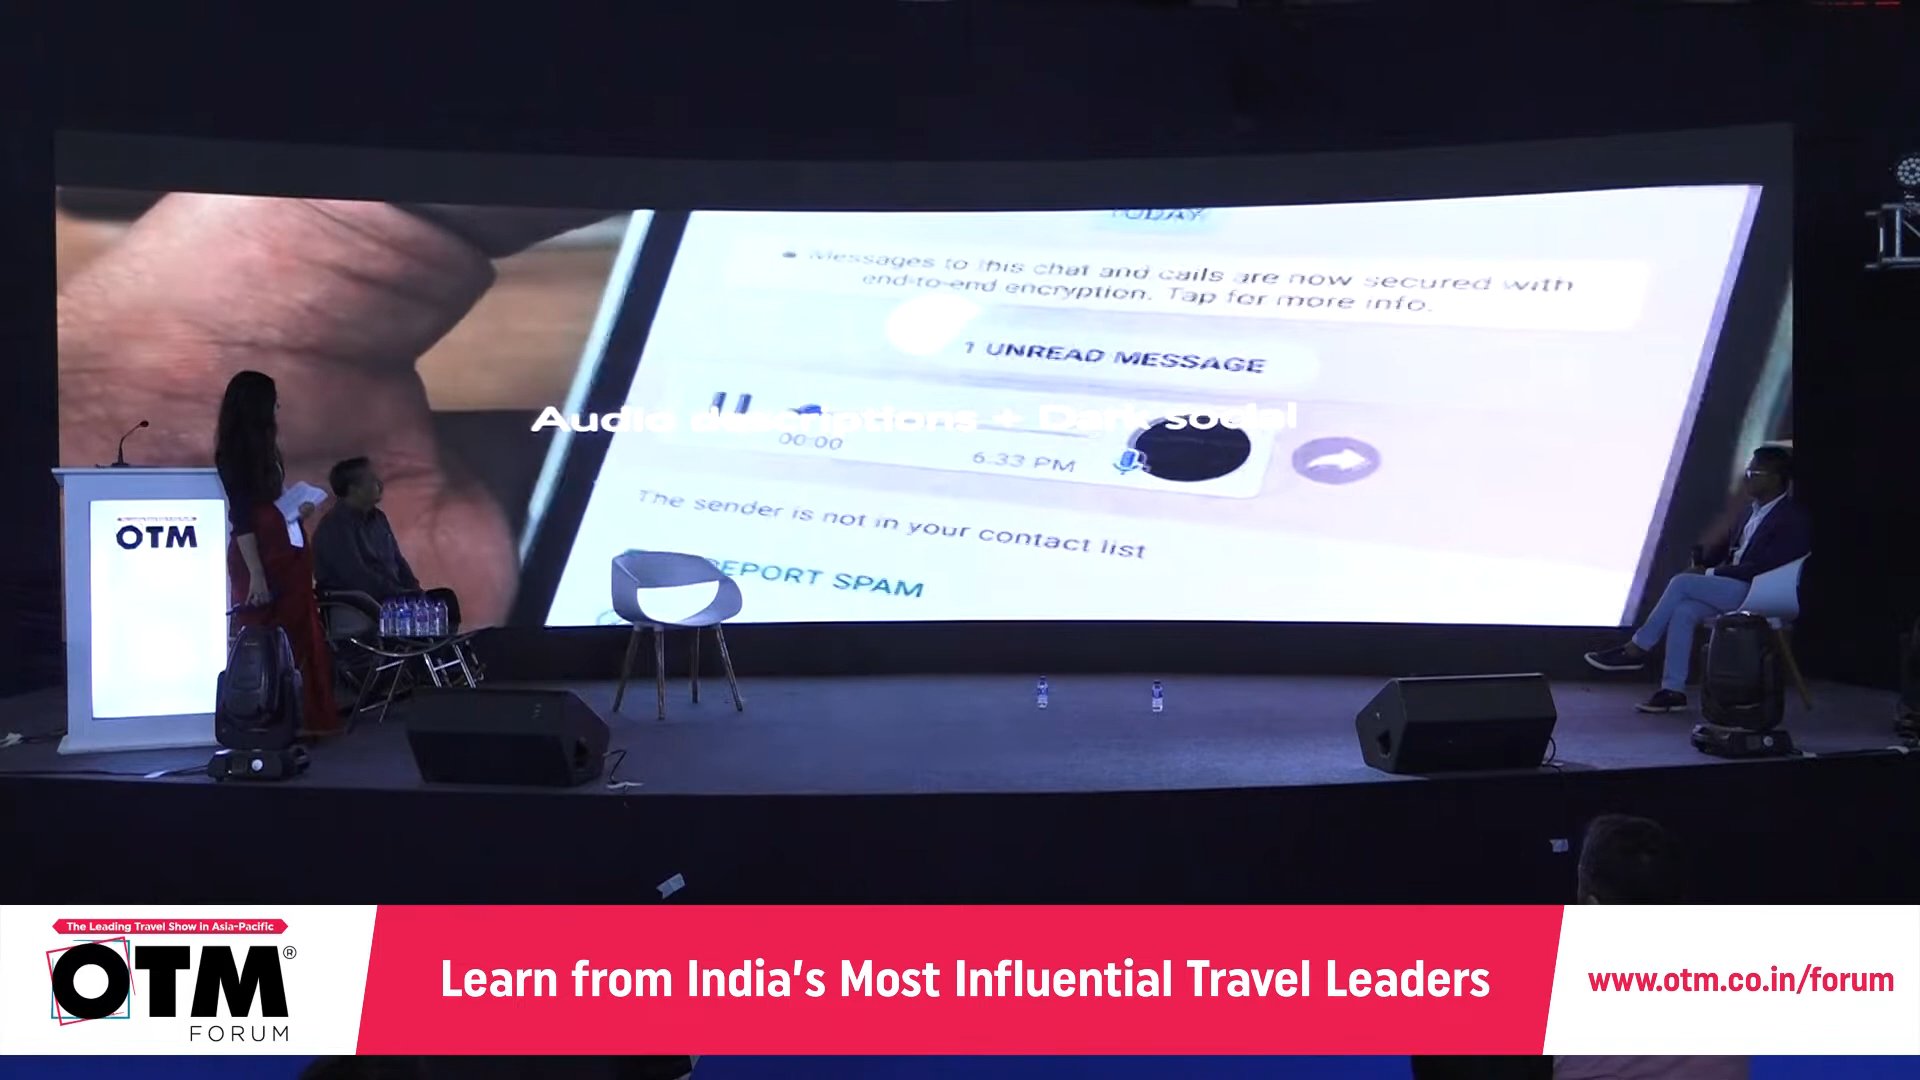 TODAY
Messages to this chat and calls are now secured with
end-to-end encryption. Tap for more info.
1 UNREAD MESSAGE
Audio descriptions + Dark social
00:00
6.33 PM
The sender is not in your contact list
REPORT SPAM
OTM
The Leading Travel Show in Asia-Pacific
OTM®
FORUM
Learn from India's Most Influential Travel Leaders
www.otm.co.in/forum